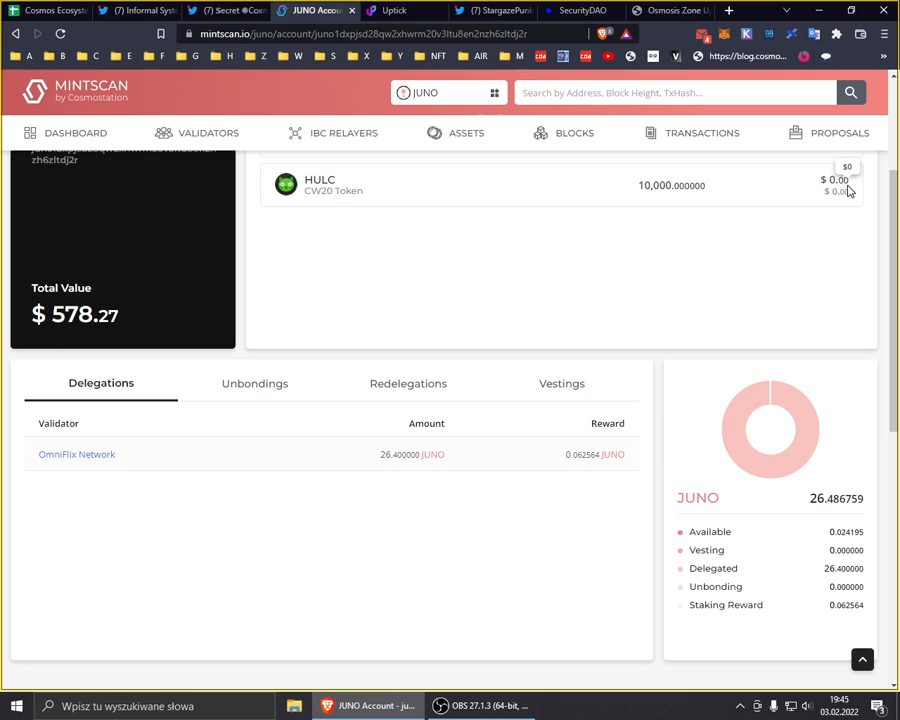 Cosmos Ecosyst
(7) Informal Syst
(7) Secret
JUNO Accou
Uptick
(7) StargazePunk
SecurityDAO
Osmosis Zone U
mintscan.io/juno/account/juno1dxpjsd28qw2xhwrm20v3ltu8en2nzh6zltdj2r
A
B
C
E
F
G
H
Z
NFT
W
S
X
Y
AIR
M
https://blog.cosmo...
MINTSCAN
by Cosmostation
JUNO
Search by Address, Block Height, TxHash...
DASHBOARD
VALIDATORS
IBC RELAYERS
ASSETS
BLOCKS
TRANSACTIONS
PROPOSALS
zh6zltdj2r
Total Value
$ 578.27
HULC
CW20 Token
10,000.000000
$0
$ 0.00
$ 0.00
Delegations
Unbondings
Redelegations
Vestings
Validator
Amount
Reward
OmniFlix Network
26.400000 JUNO
0.062564 JUNO
JUNO
26.486759
Available
0.024195
Vesting
0.000000
Delegated
26.400000
Unbonding
0.000000
Staking Reward
0.062564
Wpisz tu wyszukiwane słowa
JUNO Account - ju...
OBS 27.1.3 (64-bit, ...
19:45
03.02.2022
3